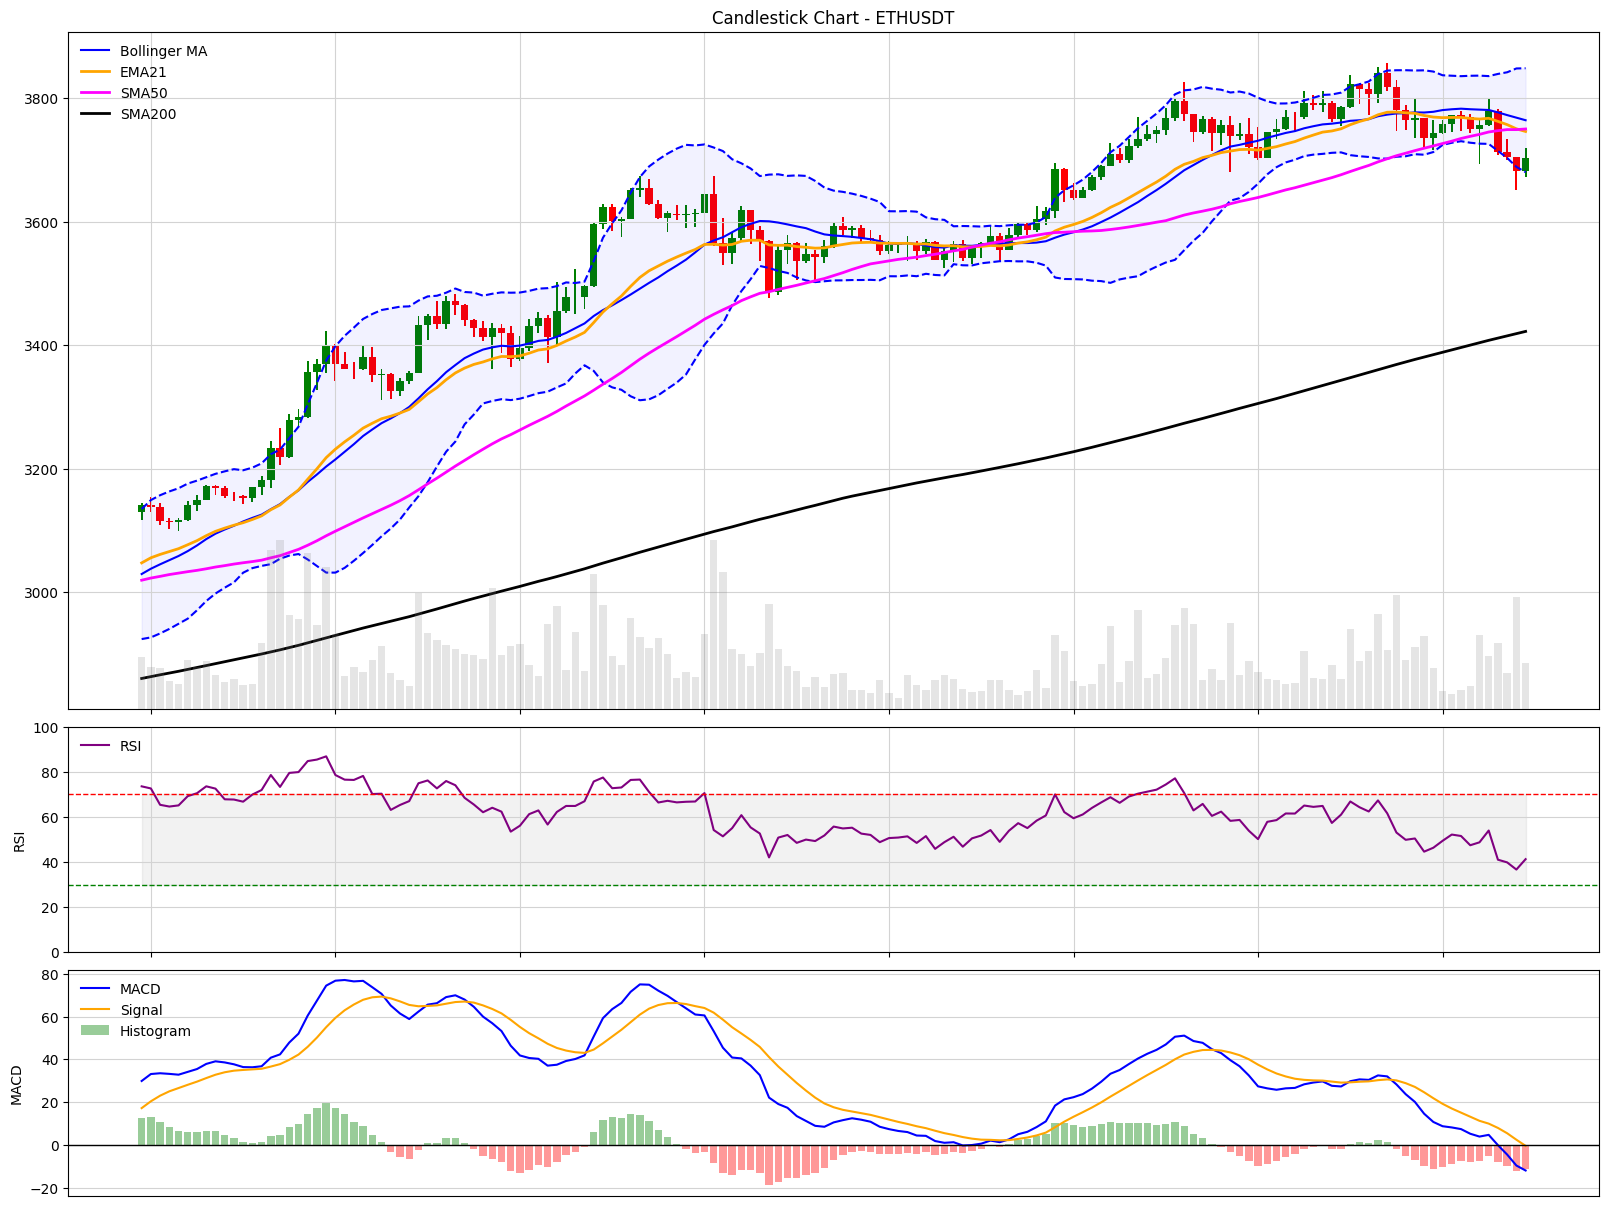 Candlestick Chart - ETHUSDT
Bollinger MA
EMA21
SMA50
SMA200
3800
3600
3400
3200
3000
RSI
100
80
60
40
20
0
RSI
MACD
Signal
Histogram
80
60
40
20
0
−20
MACD